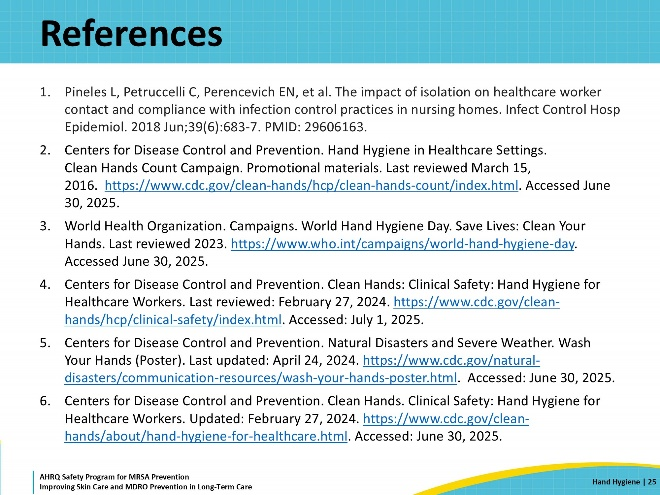 References
1. Pineles L, Petruccelli C, Perencevich EN, et al. The impact of isolation on healthcare worker
contact and compliance with infection control practices in nursing homes. Infect Control Hosp
Epidemiol. 2018 Jun;39(6):683-7. PMID: 29606163.
2. Centers for Disease Control and Prevention. Hand Hygiene in Healthcare Settings.
Clean Hands Count Campaign. Promotional materials. Last reviewed March 15,
2016. https://www.cdc.gov/clean-hands/hcp/clean-hands-count/index.html. Accessed June
30, 2025.
3. World Health Organization. Campaigns. World Hand Hygiene Day. Save Lives: Clean Your
Hands. Last reviewed 2023. https://www.who.int/campaigns/world-hand-hygiene-day.
Accessed June 30, 2025.
4. Centers for Disease Control and Prevention. Clean Hands: Clinical Safety: Hand Hygiene for
Healthcare Workers. Last reviewed: February 27, 2024. https://www.cdc.gov/clean-
hands/hcp/clinical-safety/index.html. Accessed: July 1, 2025.
5. Centers for Disease Control and Prevention. Natural Disasters and Severe Weather. Wash
Your Hands (Poster). Last updated: April 24, 2024. https://www.cdc.gov/natural-
disasters/communication-resources/wash-your-hands-poster.html. Accessed: June 30, 2025.
6. Centers for Disease Control and Prevention. Clean Hands. Clinical Safety: Hand Hygiene for
Healthcare Workers. Updated: February 27, 2024. https://www.cdc.gov/clean-
hands/about/hand-hygiene-for-healthcare.html. Accessed: June 30, 2025.
AHRQ Safety Program for MRSA Prevention
Improving Skin Care and MDRO Prevention in Long-Term Care
Hand Hygiene | 25